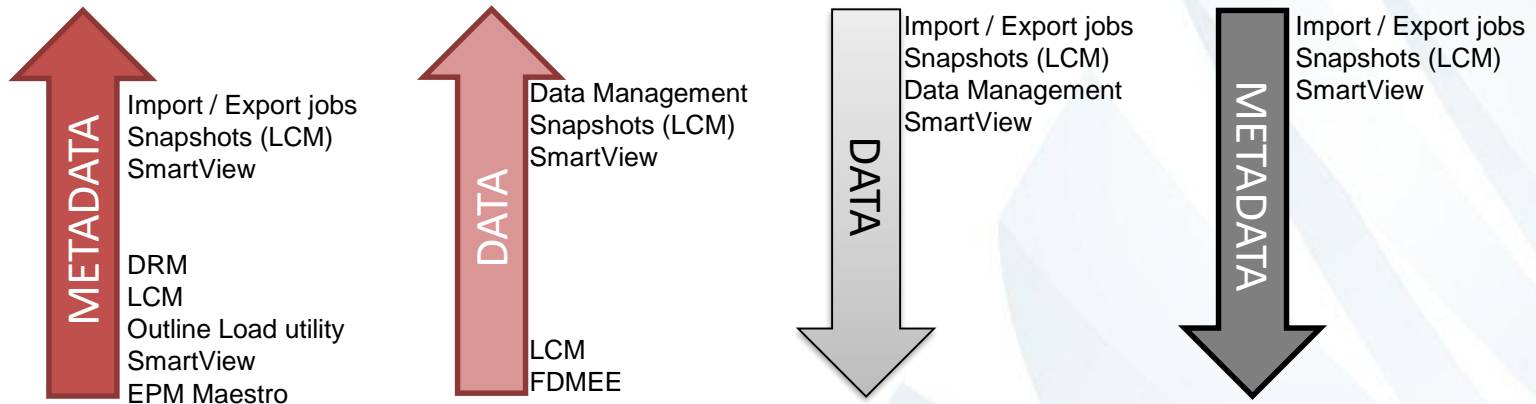 METADATA
Import / Export jobs
Snapshots (LCM)
SmartView
DRM
LCM
Outline Load utility
SmartView
EPM Maestro
DATA
Data Management
Snapshots (LCM)
SmartView
LCM
FDMEE
DATA
Import / Export jobs
Snapshots (LCM)
Data Management
SmartView
METADATA
Import / Export jobs
Snapshots (LCM)
SmartView